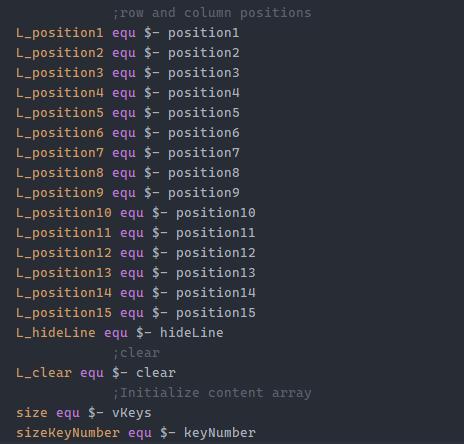 ;row and column positions
L_position1 equ $- position1
L_position2 equ $- position2
L_position3 equ $- position3
L_position4 equ $- position4
L_position5 equ $- position5
L_position6 equ $- position6
L_position7 equ $- position7
L_position8 equ $- position8
L_position9 equ $- position9
L_position10 equ $- position10
L_position11 equ $- position11
L_position12 equ $- position12
L_position13 equ $- position13
L_position14 equ $- position14
L_position15 equ $- position15
L_hideLine equ $- hideLine
;clear
L_clear equ $- clear
;Initialize content array
size equ $- vKeys
sizeKeyNumber equ $- keyNumber